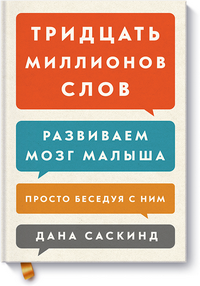 ТРИДЦАТЬ
МИЛЛИОНОВ
СЛОВ
РАЗВИВАЕМ
МОЗГ МАЛЫША
ПРОСТО БЕСЕДУЯ С НИМ
ДАНА САСКИНД